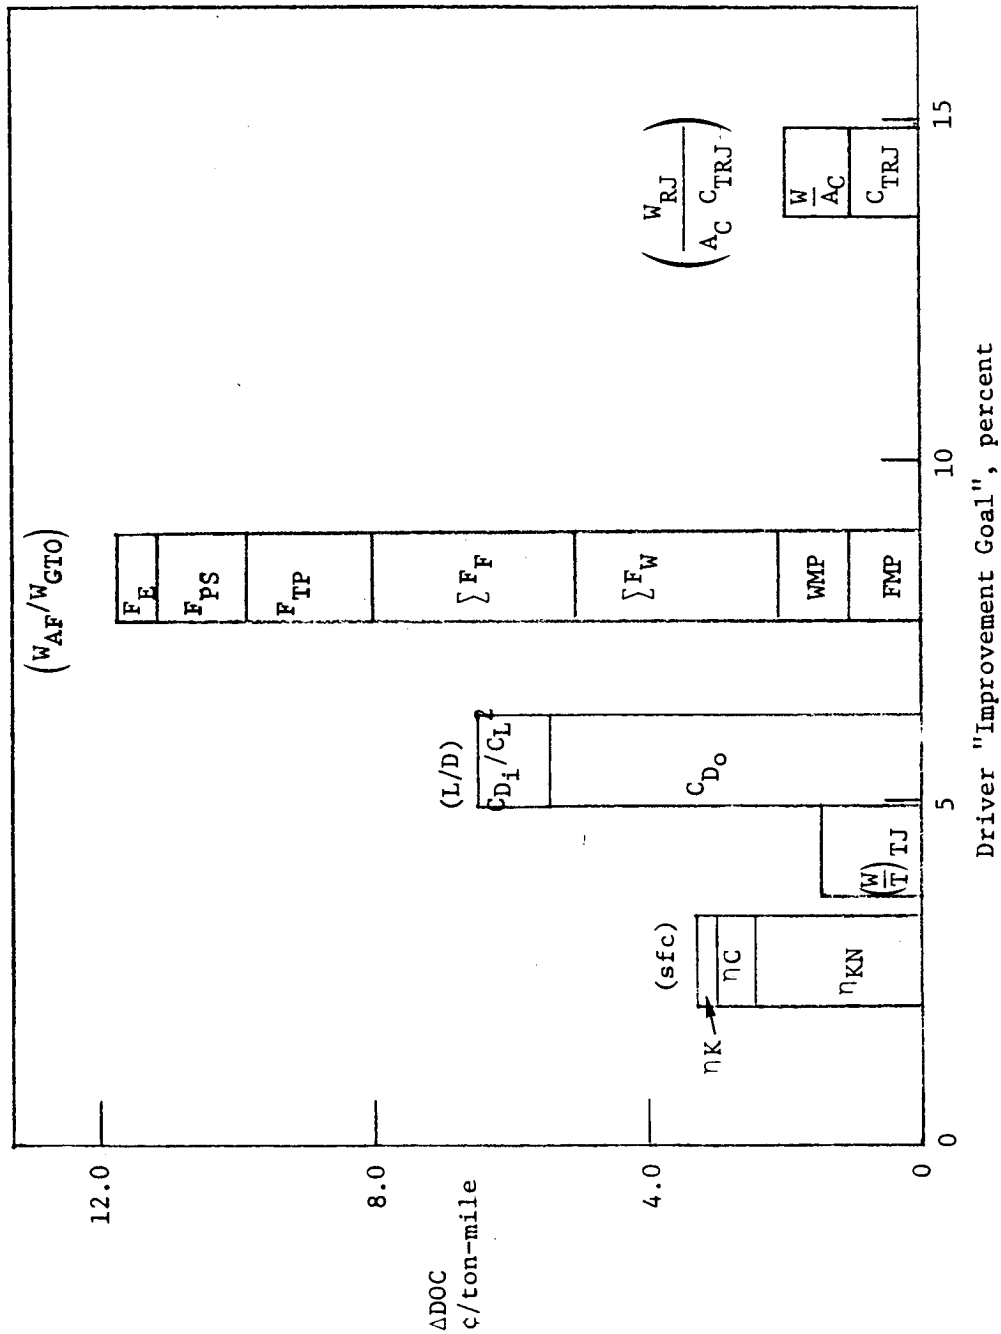 ΔDOC
¢/ton-mile
12.0
8.0
4.0
0
0
5
10
15
Driver "Improvement Goal", percent
(sfc)
ηK
ηC
ηKN
(W/T)TJ
(L/D)
CDi/CL²
CDo
(WAF/WGTO)
FE
FPS
FTP
∑FF
∑FW
WMP
FMP
(WRJ
AC CTRJ)
W
AC
CTRJ